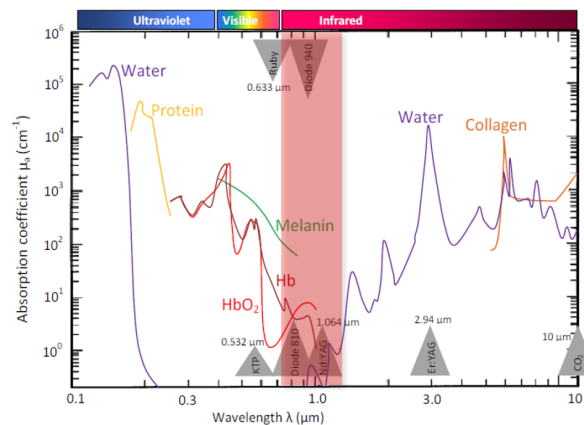 Ultraviolet Visible Infrared
10⁶
10⁵
10⁴
10³
10²
10¹
10⁰
Absorption coefficient μa (cm⁻¹)
Water
Protein
Ruby
0.633 μm
Diode 940
Water
Collagen
Melanin
Hb
HbO₂
0.532 μm
1.064 μm
2.94 μm
10 μm
KTP
Diode 810
Nd:YAG
Er:YAG
CO₂
0.1 0.3 1.0 3.0 10
Wavelength λ (μm)